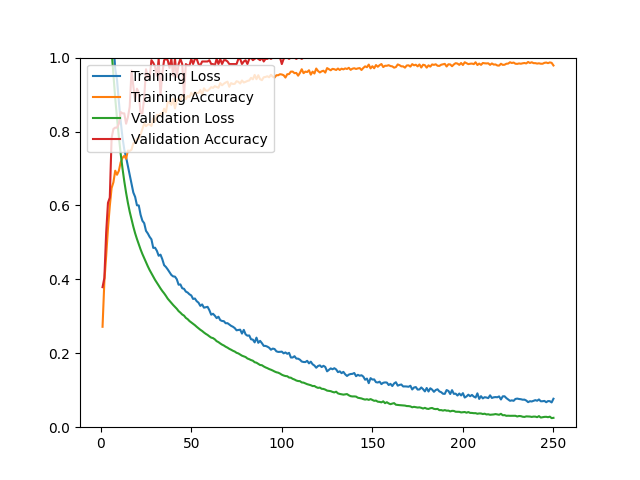 1.0
0.8
0.6
0.4
0.2
0.0
Training Loss
Training Accuracy
Validation Loss
Validation Accuracy
0 50 100 150 200 250